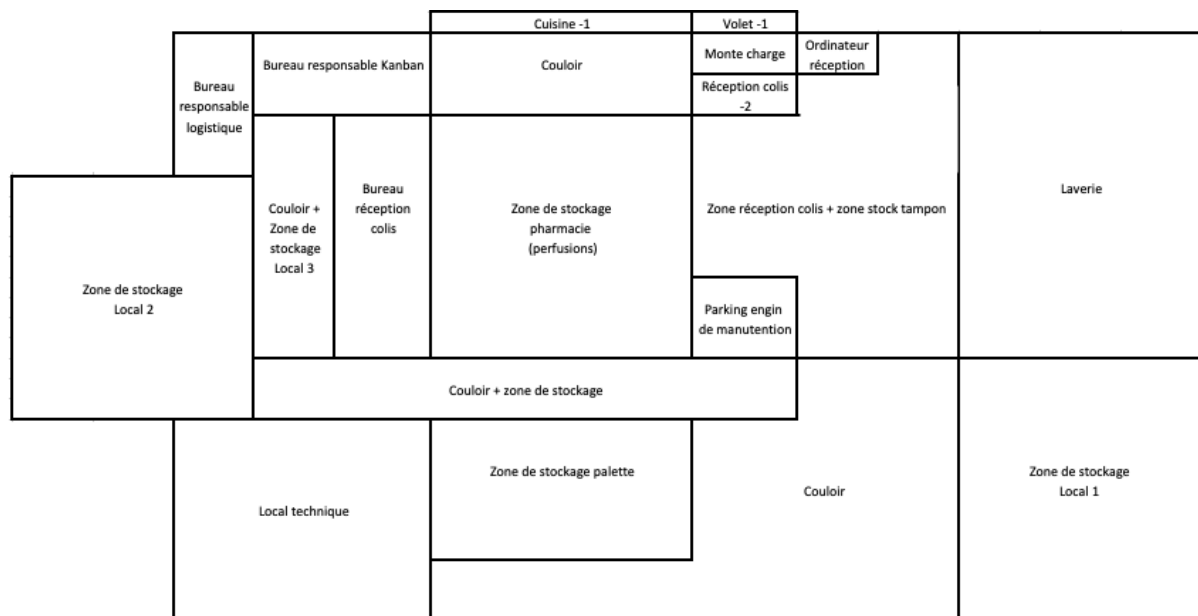 Cuisine -1
Volet -1
Bureau responsable Kanban
Couloir
Monte charge
Ordinateur
réception
Bureau
responsable
logistique
Réception colis
-2
Couloir +
Zone de
stockage
Local 3
Bureau
réception
colis
Zone de stockage
pharmacie
(perfusions)
Zone réception colis + zone stock tampon
Laverie
Zone de stockage
Local 2
Parking engin
de manutention
Couloir + zone de stockage
Local technique
Zone de stockage palette
Couloir
Zone de stockage
Local 1